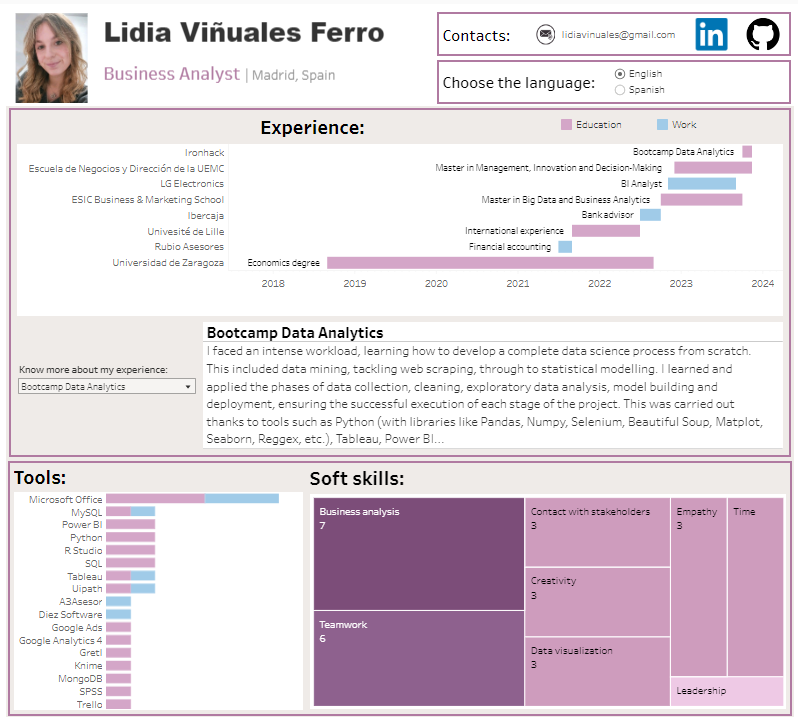 Lidia Viñuales Ferro
Business Analyst | Madrid, Spain
Contacts:
lidiavinuales@gmail.com
in
Choose the language:
English
Spanish
Experience:
Education
Work
Ironhack
Bootcamp Data Analytics
Escuela de Negocios y Dirección de la UEMC
Master in Management, Innovation and Decision-Making
LG Electronics
BI Analyst
ESIC Business & Marketing School
Master in Big Data and Business Analytics
Ibercaja
Bank advisor
Univesité de Lille
International experience
Rubio Asesores
Financial accounting
Universidad de Zaragoza
Economics degree
2018 2019 2020 2021 2022 2023 2024
Know more about my experience:
Bootcamp Data Analytics
Bootcamp Data Analytics
I faced an intense workload, learning how to develop a complete data science process from scratch.
This included data mining, tackling web scraping, through to statistical modelling. I learned and
applied the phases of data collection, cleaning, exploratory data analysis, model building and
deployment, ensuring the successful execution of each stage of the project. This was carried out
thanks to tools such as Python (with libraries like Pandas, Numpy, Selenium, Beautiful Soup, Matplot,
Seaborn, Reggex, etc.), Tableau, Power BI...
Tools:
Microsoft Office
MySQL
Power BI
Python
R Studio
SQL
Tableau
Uipath
A3Asesor
Diez Software
Google Ads
Google Analytics 4
Gretl
Knime
MongoDB
SPSS
Trello
Soft skills:
Business analysis
7
Teamwork
6
Contact with stakeholders
3
Creativity
3
Data visualization
3
Empathy
3
Time
Leadership